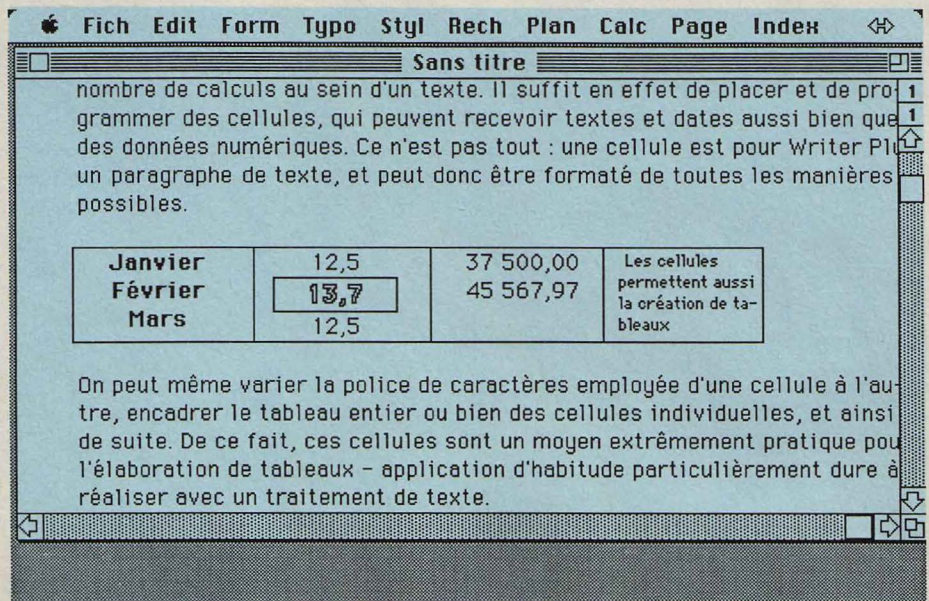 Fich Edit Form Typo Styl Rech Plan Calc Page Index
Sans titre
nombre de calculs au sein d'un texte. Il suffit en effet de placer et de pro-
grammer des cellules, qui peuvent recevoir textes et dates aussi bien que
des données numériques. Ce n'est pas tout : une cellule est pour Writer Plu
un paragraphe de texte, et peut donc être formaté de toutes les manières
possibles.
1
1
Janvier 12,5 37 500,00 Les cellules
Février 13,7 45 567,97 permettent aussi
la création de ta-
Mars 12,5 bleaux
On peut même varier la police de caractères employée d'une cellule à l'au-
tre, encadrer le tableau entier ou bien des cellules individuelles, et ainsi
de suite. De ce fait, ces cellules sont un moyen extrêmement pratique pou
l'élaboration de tableaux - application d'habitude particulièrement dure à
réaliser avec un traitement de texte.